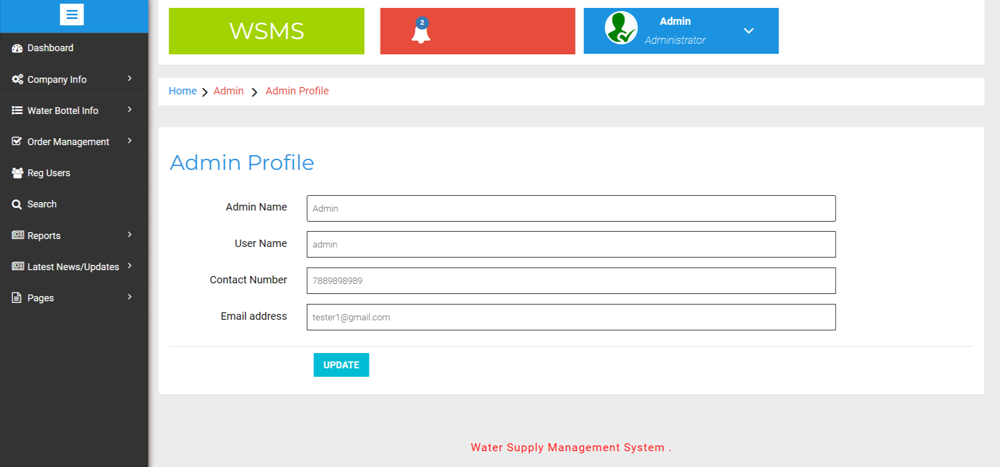 WSMS
2
Admin
Administrator
Dashboard
Company Info
Water Bottel Info
Order Management
Reg Users
Search
Reports
Latest News/Updates
Pages
Home
Admin
Admin Profile
Admin Profile
Admin Name
Admin
User Name
admin
Contact Number
7889898989
Email address
tester1@gmail.com
UPDATE
Water Supply Management System .